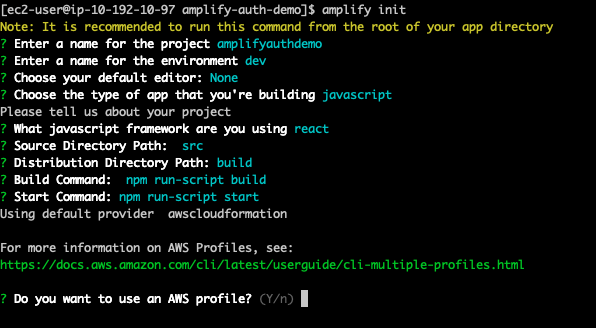 [ec2-user@ip-10-192-10-97 amplify-auth-demo]$ amplify init
Note: It is recommended to run this command from the root of your app directory
? Enter a name for the project amplifyauthdemo
? Enter a name for the environment dev
? Choose your default editor: None
? Choose the type of app that you're building javascript
Please tell us about your project
? What javascript framework are you using react
? Source Directory Path:  src
? Distribution Directory Path: build
? Build Command:  npm run-script build
? Start Command: npm run-script start
Using default provider  awscloudformation
For more information on AWS Profiles, see:
https://docs.aws.amazon.com/cli/latest/userguide/cli-multiple-profiles.html
? Do you want to use an AWS profile? (Y/n)